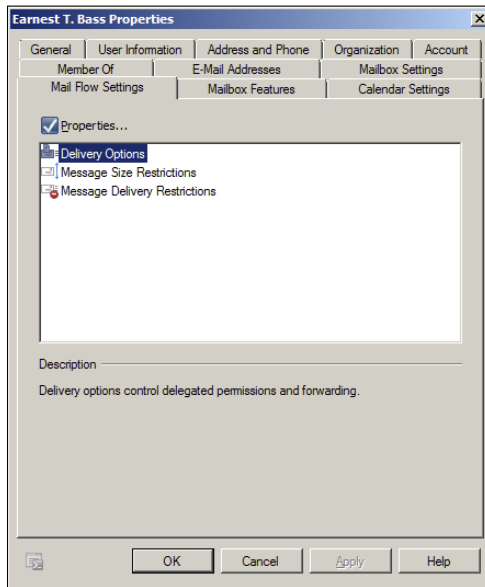 Earnest T. Bass Properties
General User Information Address and Phone Organization Account
Member Of E-Mail Addresses Mailbox Settings
Mail Flow Settings Mailbox Features Calendar Settings
Properties...
Delivery Options
Message Size Restrictions
Message Delivery Restrictions
Description
Delivery options control delegated permissions and forwarding.
OK Cancel Apply Help